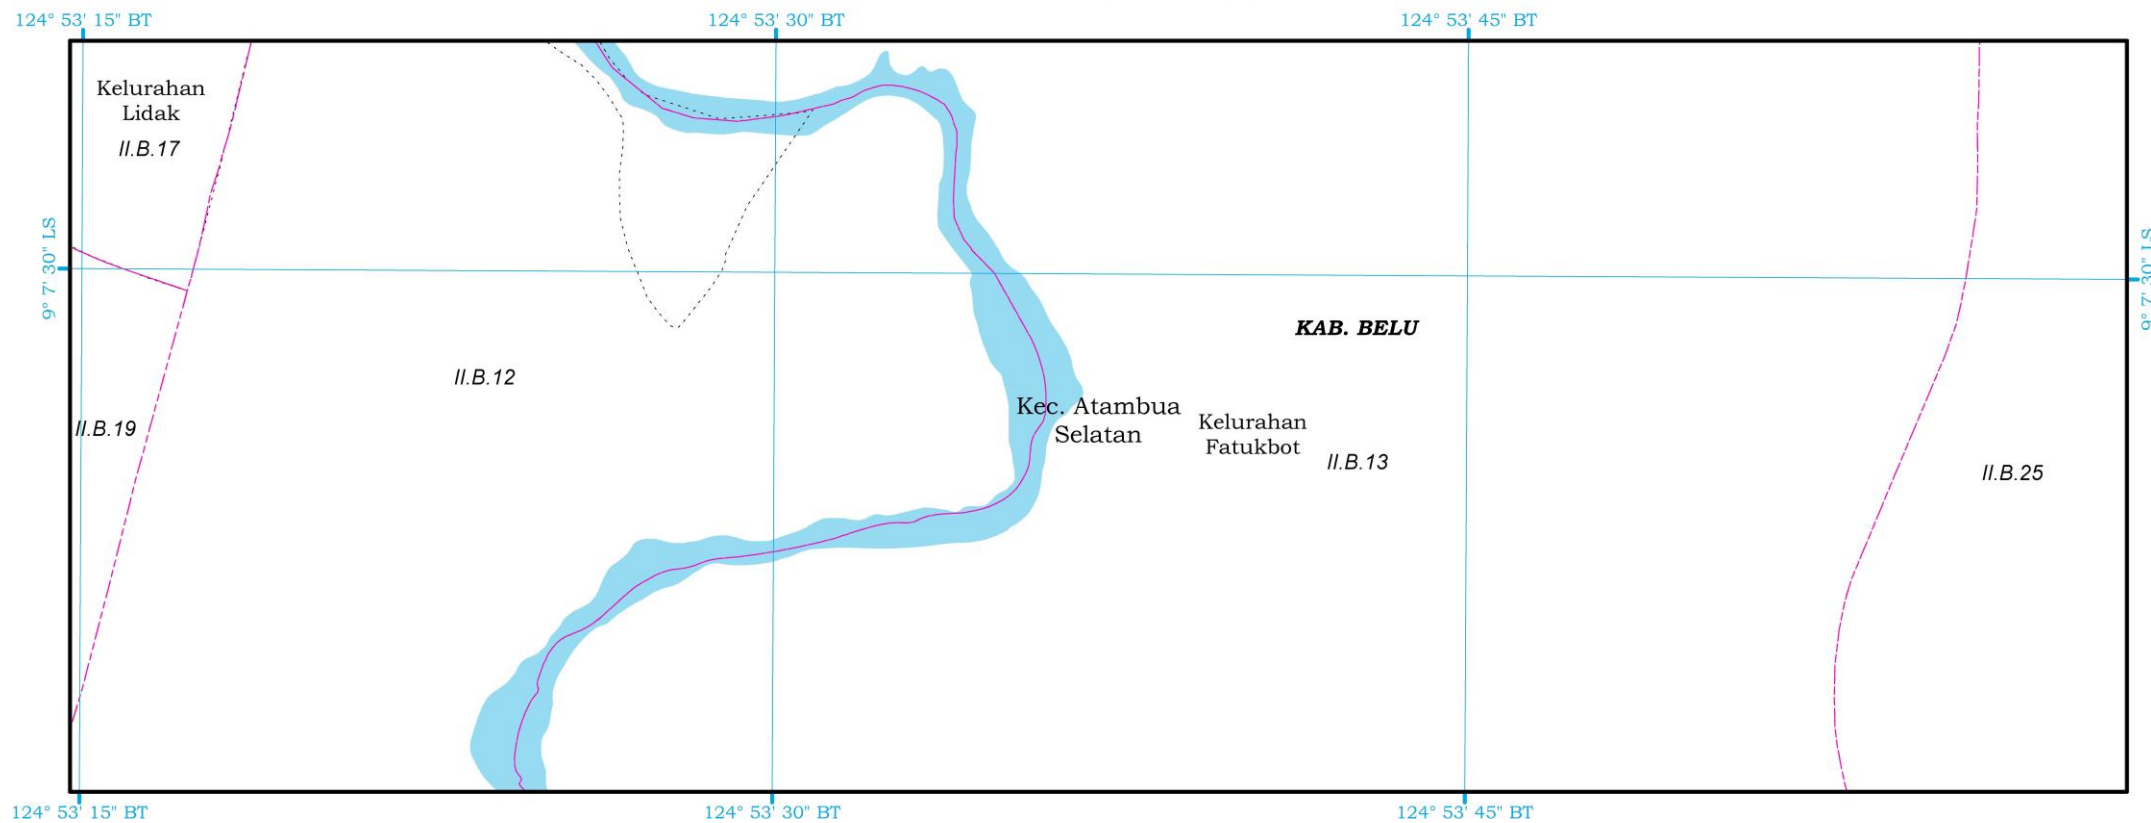 124° 53' 15" BT
124° 53' 30" BT
124° 53' 45" BT
Kelurahan
Lidak
II.B.17
9° 7' 30" LS
9° 7' 30" LS
KAB. BELU
II.B.12
Kec. Atambua
Selatan
Kelurahan
Fatukbot
II.B.19
II.B.13
II.B.25
124° 53' 15" BT
124° 53' 30" BT
124° 53' 45" BT